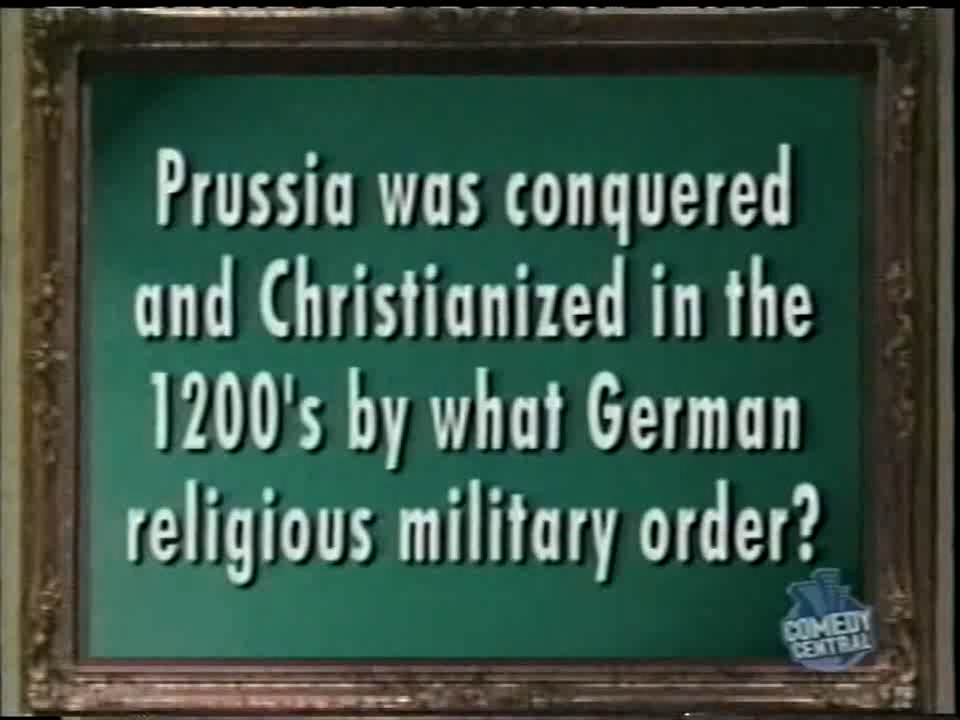 Prussia was conquered
and Christianized in the
1200's by what German
religious military order?
COMEDY
CENTRAL